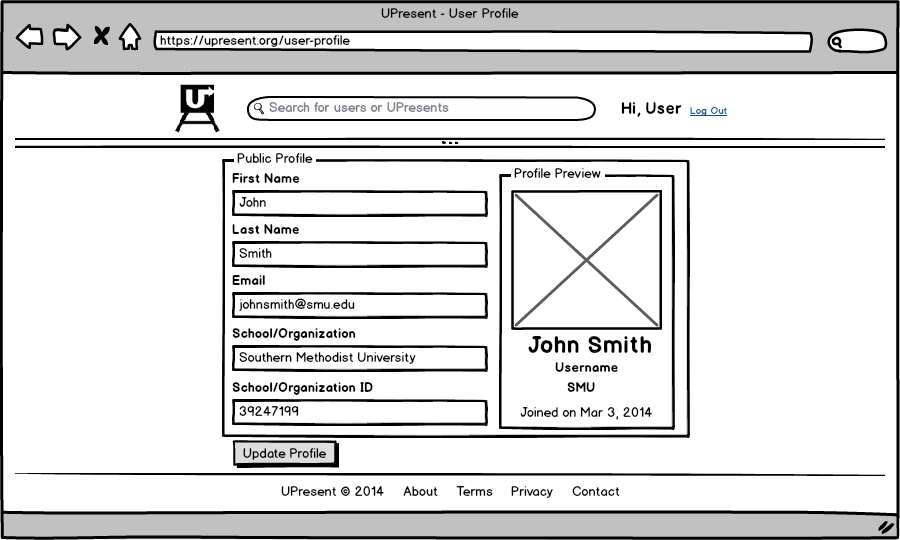 UPresent - User Profile
https://upresent.org/user-profile
U
Search for users or UPresents
Hi, User Log Out
Public Profile
First Name
John
Last Name
Smith
Email
johnsmith@smu.edu
School/Organization
Southern Methodist University
School/Organization ID
39247199
Profile Preview
John Smith
Username
SMU
Joined on Mar 3, 2014
Update Profile
UPresent © 2014 About Terms Privacy Contact